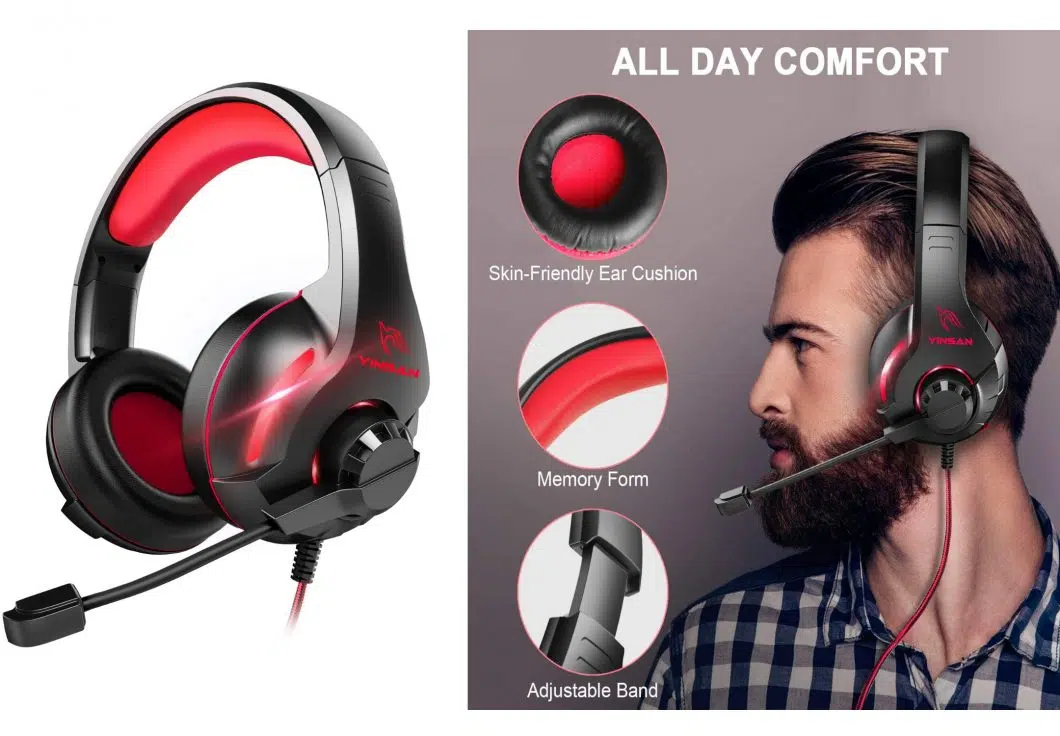 YINSAN
ALL DAY COMFORT
Skin-Friendly Ear Cushion
YINSAN
Memory Form
Adjustable Band